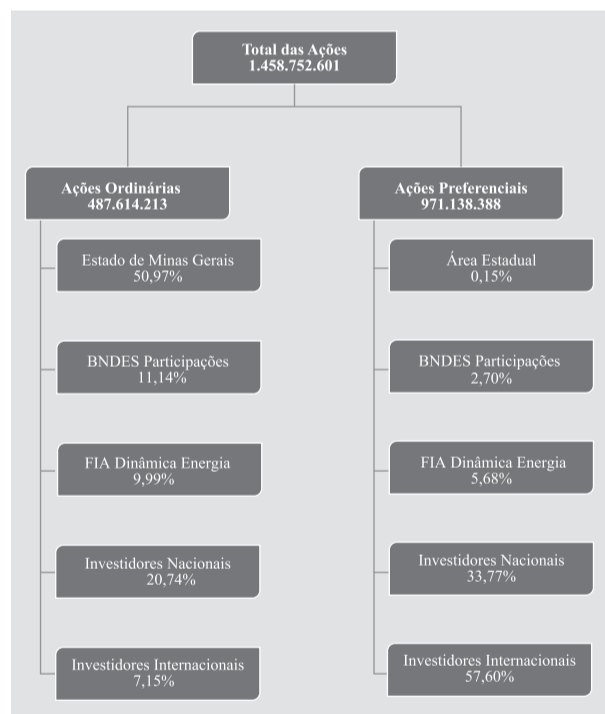 Total das Ações
1.458.752.601
Ações Ordinárias
487.614.213
Estado de Minas Gerais
50,97%
BNDES Participações
11,14%
FIA Dinâmica Energia
9,99%
Investidores Nacionais
20,74%
Investidores Internacionais
7,15%
Ações Preferenciais
971.138.388
Área Estadual
0,15%
BNDES Participações
2,70%
FIA Dinâmica Energia
5,68%
Investidores Nacionais
33,77%
Investidores Internacionais
57,60%